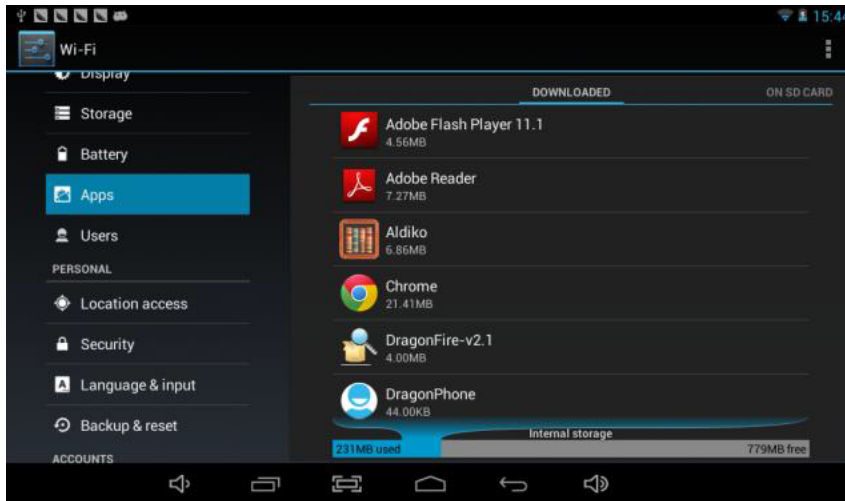 15:44
Wi-Fi
Display
Storage
Battery
Apps
Users
PERSONAL
Location access
Security
Language & input
Backup & reset
ACCOUNTS
DOWNLOADED
ON SD CARD
Adobe Flash Player 11.1
4.56MB
Adobe Reader
7.27MB
Aldiko
6.86MB
Chrome
21.41MB
DragonFire-v2.1
4.00MB
DragonPhone
44.00KB
Internal storage
231MB used
779MB free